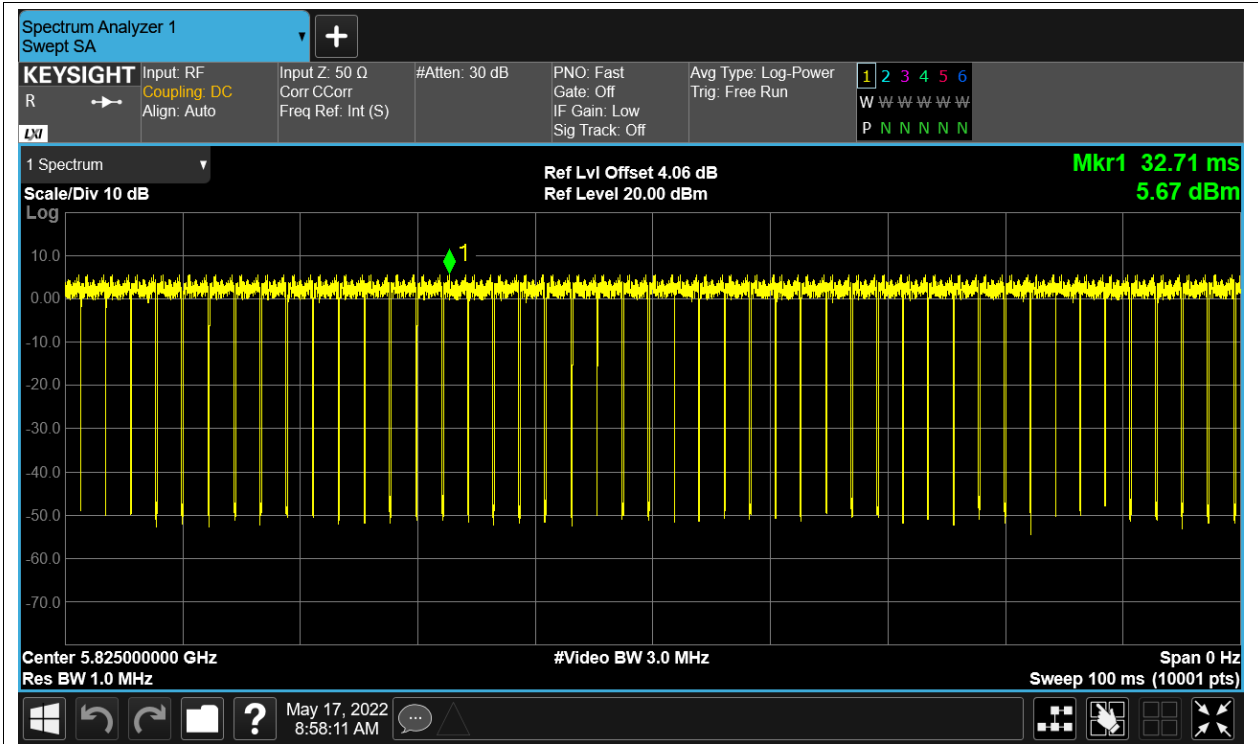 Spectrum Analyzer 1
Swept SA
KEYSIGHT
R
LXI
Input: RF
Coupling: DC
Align: Auto
Input Z: 50 Ω
Corr CCorr
Freq Ref: Int (S)
#Atten: 30 dB
PNO: Fast
Gate: Off
IF Gain: Low
Sig Track: Off
Avg Type: Log-Power
Trig: Free Run
1 2 3 4 5 6
W W W W W W
P N N N N N
1 Spectrum
Scale/Div 10 dB
Log
Ref Lvl Offset 4.06 dB
Ref Level 20.00 dBm
Mkr1 32.71 ms
5.67 dBm
1
10.0
0.00
-10.0
-20.0
-30.0
-40.0
-50.0
-60.0
-70.0
Center 5.825000000 GHz
#Video BW 3.0 MHz
Span 0 Hz
Res BW 1.0 MHz
Sweep 100 ms (10001 pts)
?
May 17, 2022
8:58:11 AM